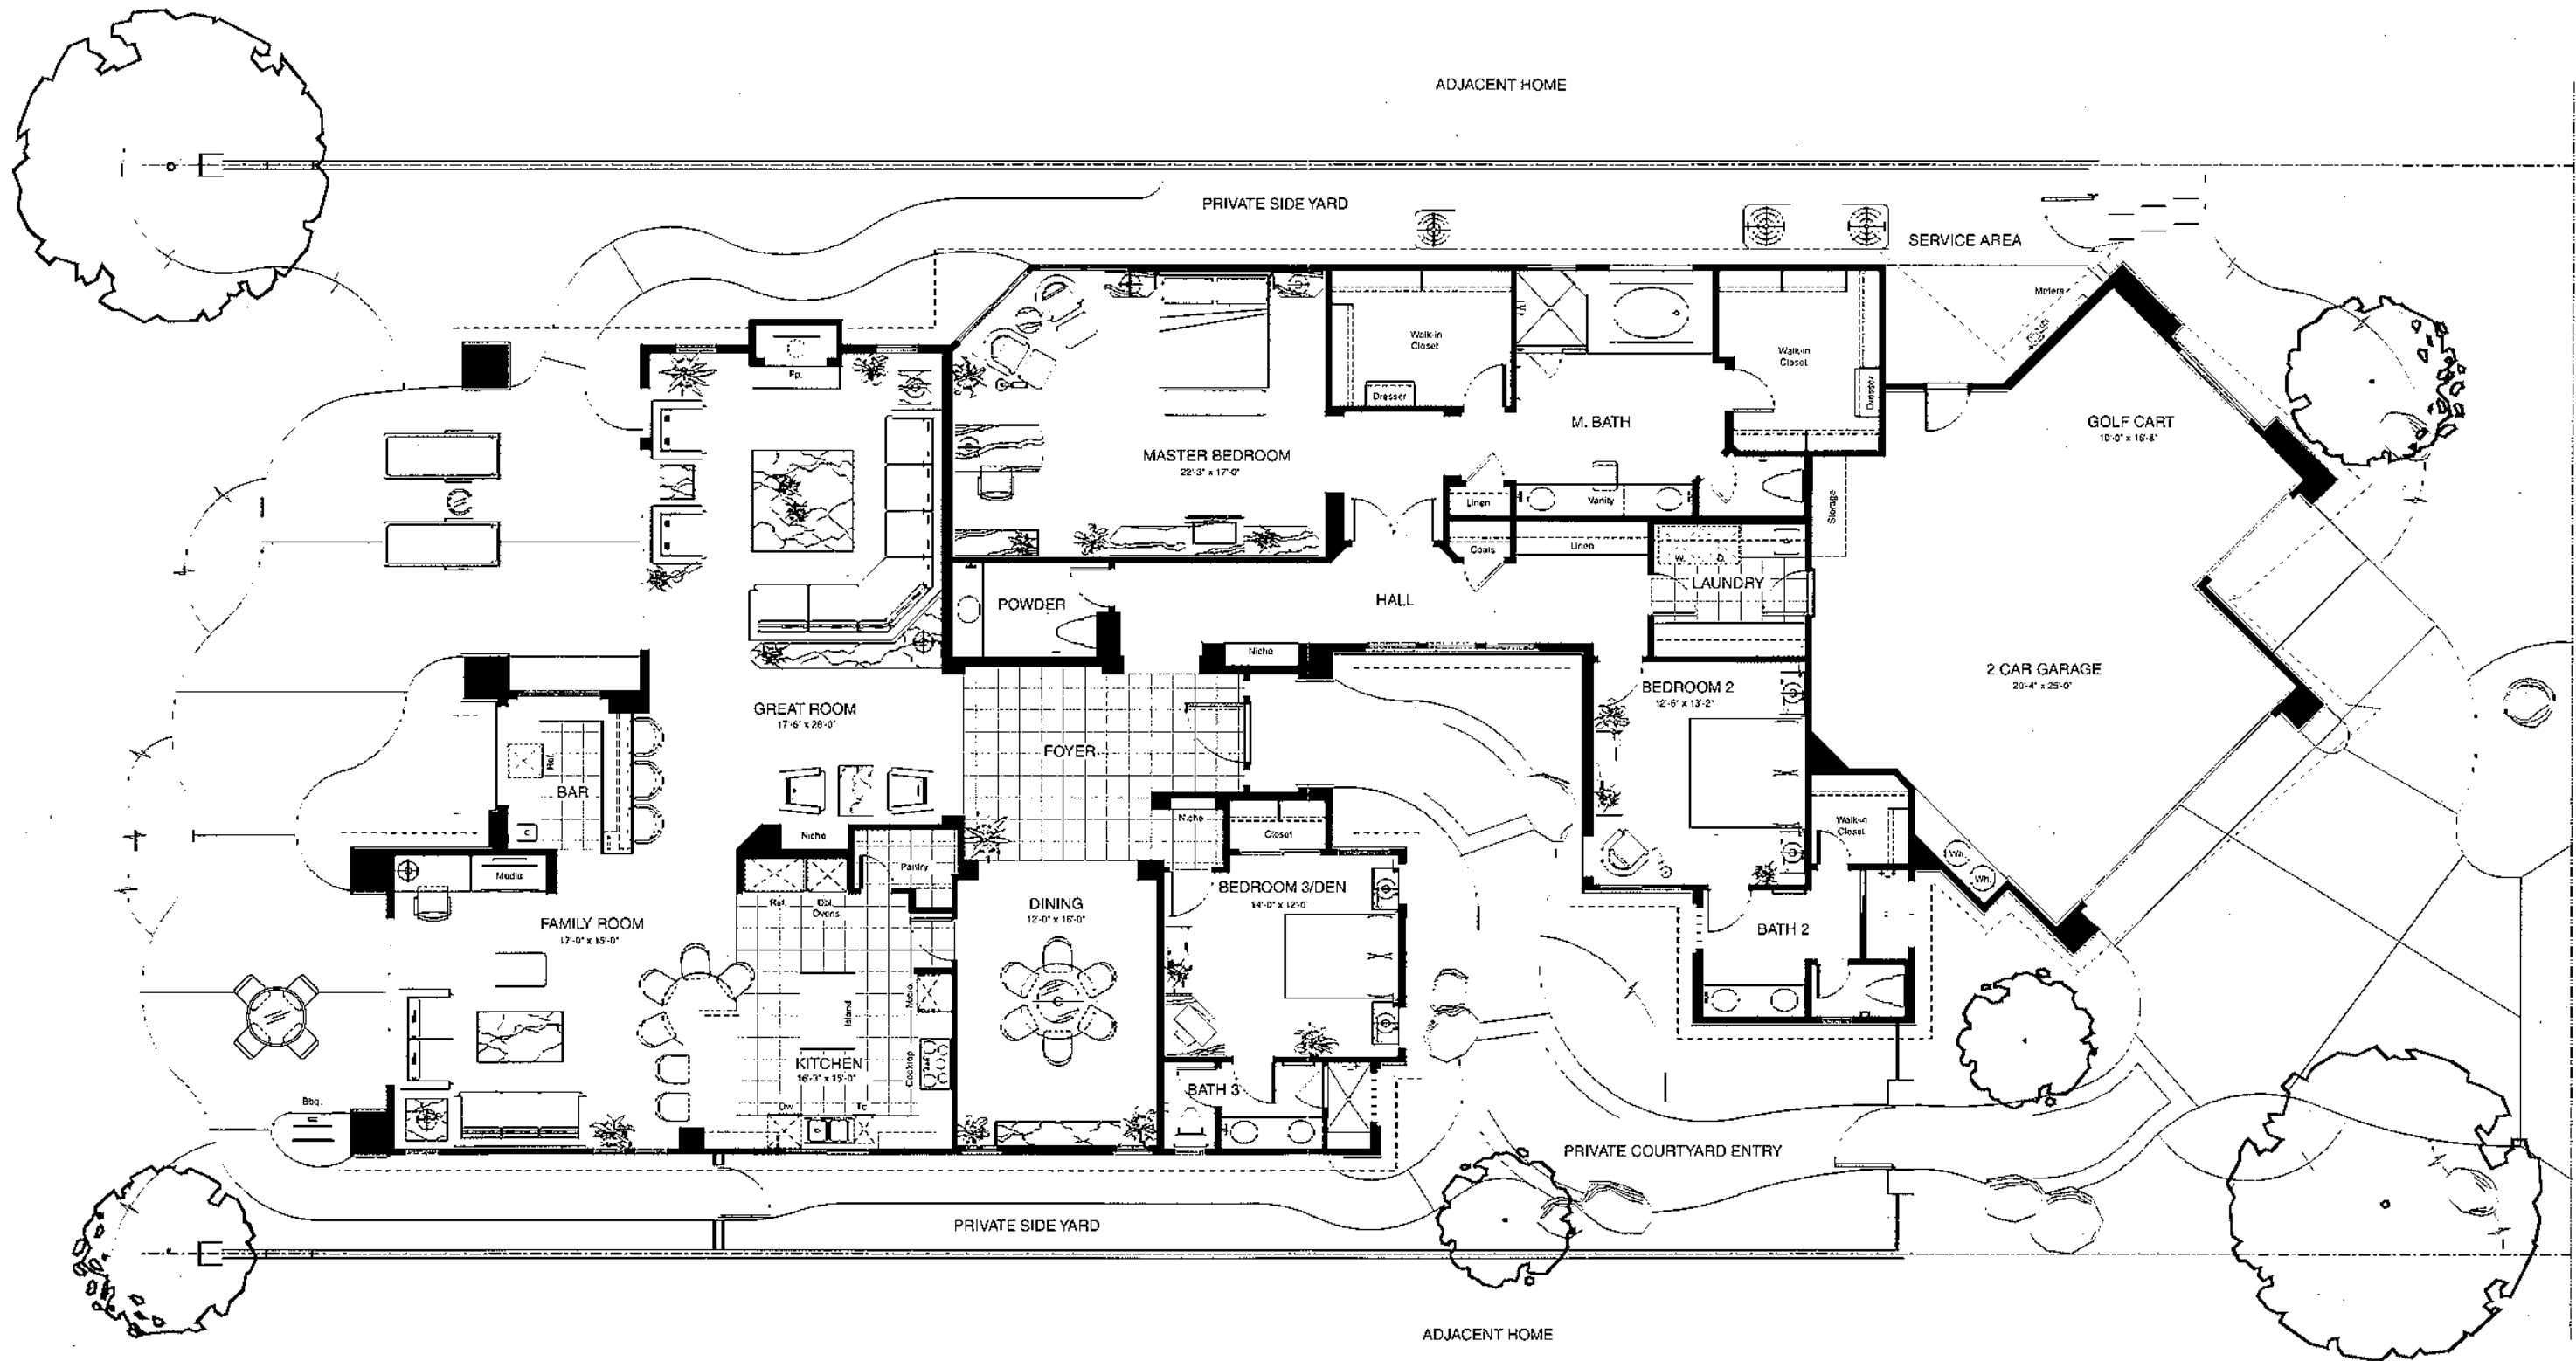 ADJACENT HOME
PRIVATE SIDE YARD
SERVICE AREA
Meters
Fp.
Walk-in
Closet
Dresser
Walk-in
Closet
Dresser
M. BATH
GOLF CART
10'-0" x 16'-8"
MASTER BEDROOM
22'-3" x 17'-0"
Linen
Vanity
Storage
Coats
Linen
W.
D.
LAUNDRY
POWDER
HALL
Niche
2 CAR GARAGE
20'-4" x 25'-0"
BEDROOM 2
12'-6" x 13'-2"
GREAT ROOM
17'-6" x 28'-0"
FOYER
Ref.
BAR
Niche
Niche
Closet
Walk-in
Closet
Wh.
Wh.
Pantry
Media
Ref.
Dbl.
Ovens
BEDROOM 3/DEN
14'-0" x 12'-0"
DINING
12'-0" x 16'-0"
FAMILY ROOM
17'-0" x 15'-0"
BATH 2
Micro
Island
Cooktop
KITCHEN
16'-3" x 15'-0"
BATH 3
Bbq.
Dw
Tc
PRIVATE COURTYARD ENTRY
PRIVATE SIDE YARD
ADJACENT HOME